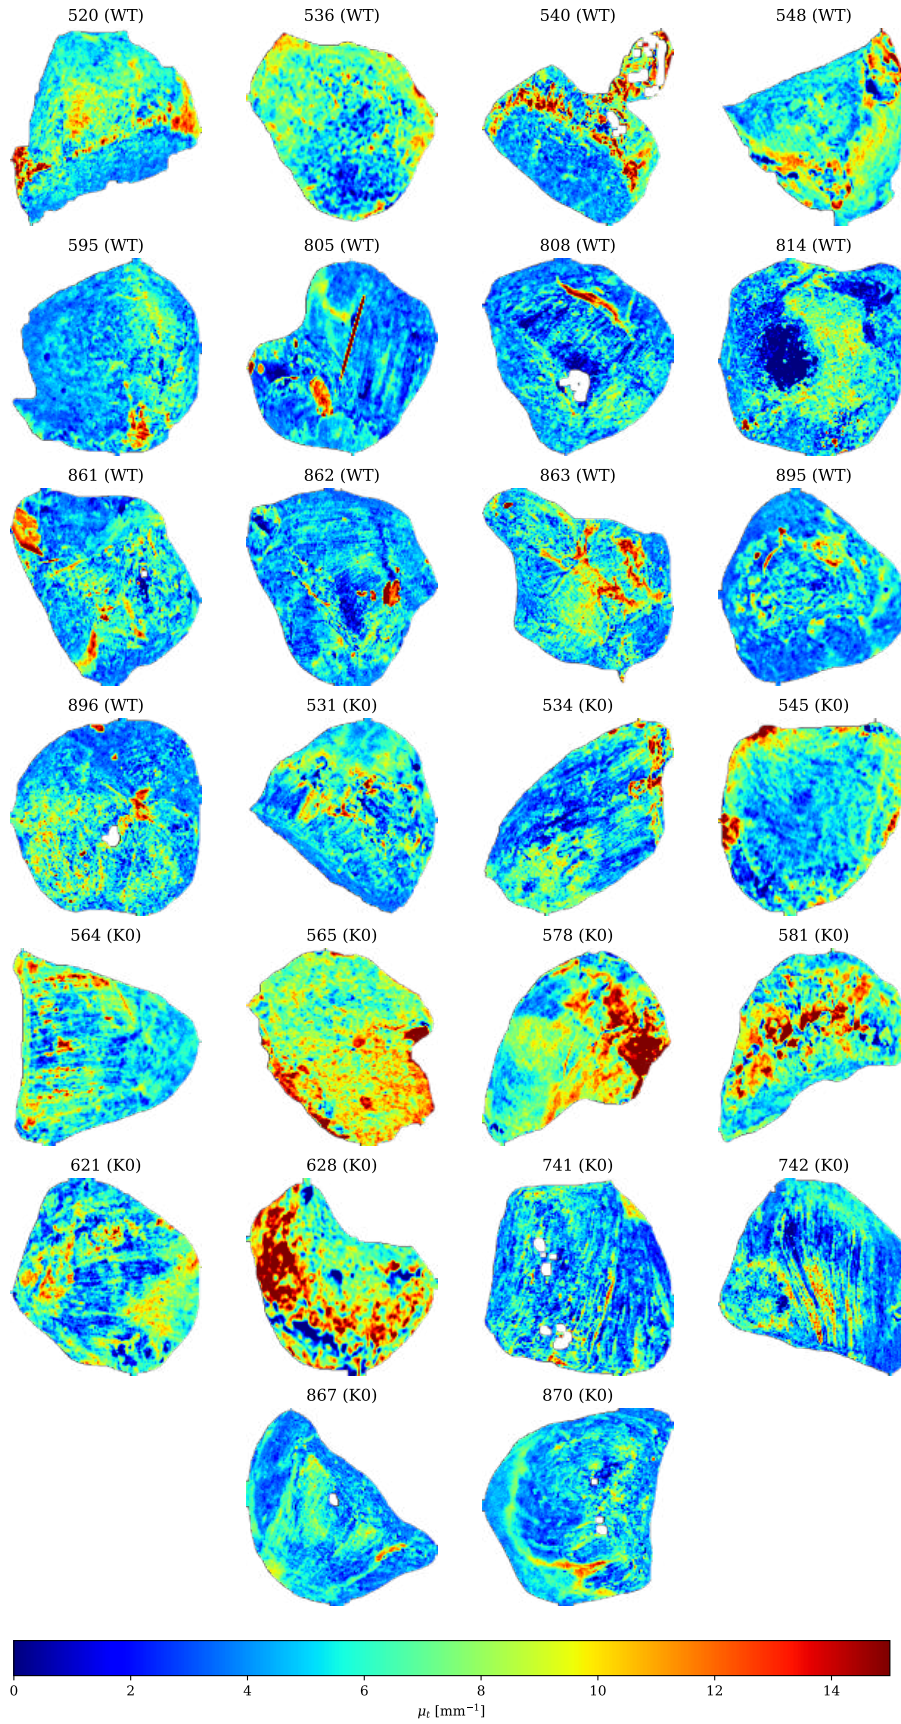 520 (WT) 536 (WT) 540 (WT) 548 (WT)
595 (WT) 805 (WT) 808 (WT) 814 (WT)
861 (WT) 862 (WT) 863 (WT) 895 (WT)
896 (WT) 531 (K0) 534 (K0) 545 (K0)
564 (K0) 565 (K0) 578 (K0) 581 (K0)
621 (K0) 628 (K0) 741 (K0) 742 (K0)
867 (K0) 870 (K0)
0 2 4 6 8 10 12 14
μₜ [mm⁻¹]